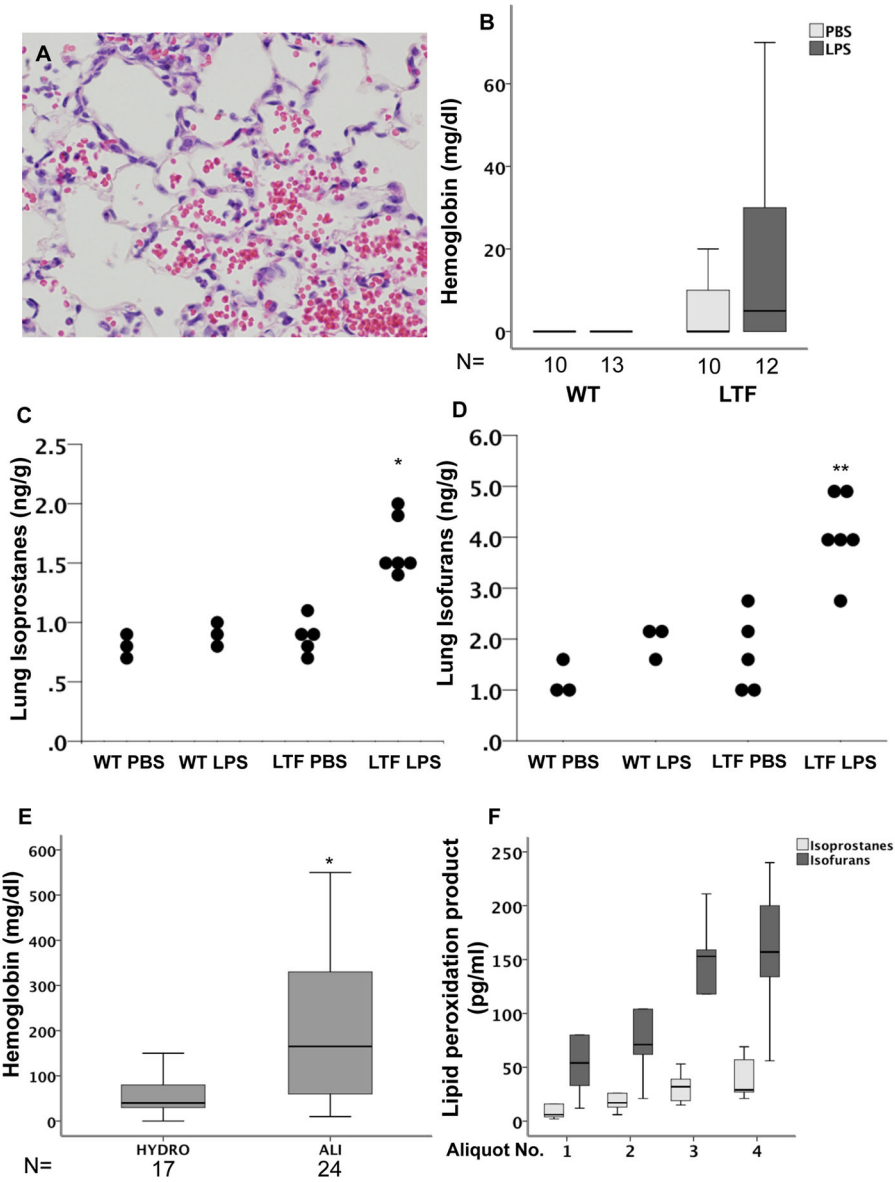 A
B
PBS
LPS
Hemoglobin (mg/dl)
60
40
20
0
N= 10 13 10 12
WT LTF
C
Lung Isoprostanes (ng/g)
2.5
2.0
1.5
1.0
.5
.0
*
WT PBS WT LPS LTF PBS LTF LPS
D
Lung Isofurans (ng/g)
6.0
5.0
4.0
3.0
2.0
1.0
.0
**
WT PBS WT LPS LTF PBS LTF LPS
E
Hemoglobin (mg/dl)
600
500
400
300
200
100
0
*
HYDRO ALI
N= 17 24
F
Isoprostanes
Isofurans
Lipid peroxidation product
(pg/ml)
250
200
150
100
50
0
Aliquot No. 1 2 3 4